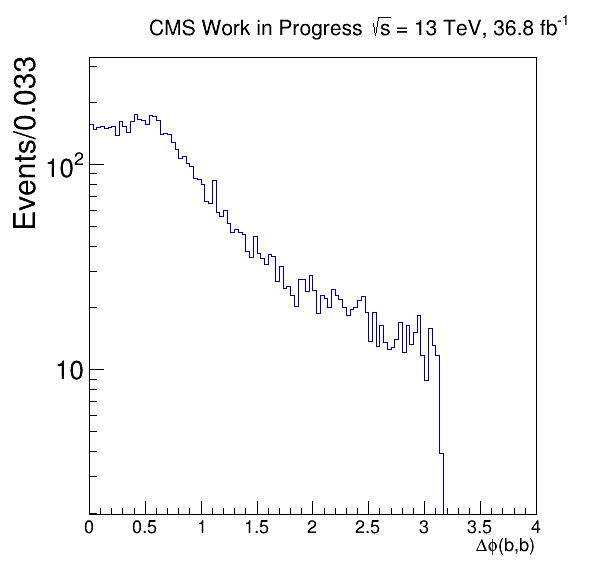 CMS Work in Progress √s = 13 TeV, 36.8 fb⁻¹
Events/0.033
10²
10
0 0.5 1 1.5 2 2.5 3 3.5 4
Δϕ(b,b)